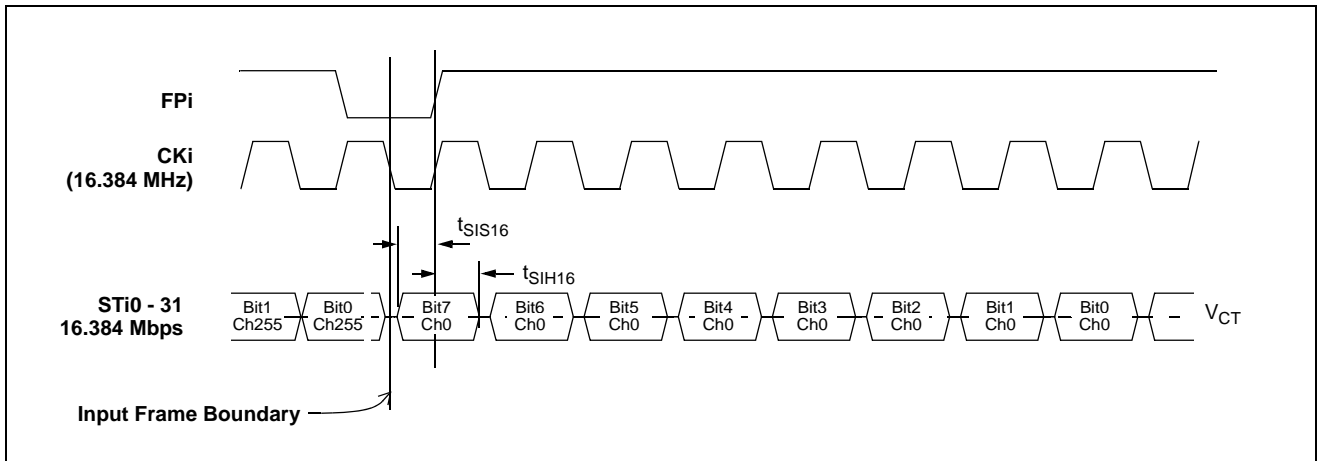 FPi
CKi
(16.384 MHz)
tSIS16
tSIH16
STi0 - 31
16.384 Mbps
Bit1
Ch255
Bit0
Ch255
Bit7
Ch0
Bit6
Ch0
Bit5
Ch0
Bit4
Ch0
Bit3
Ch0
Bit2
Ch0
Bit1
Ch0
Bit0
Ch0
VCT
Input Frame Boundary